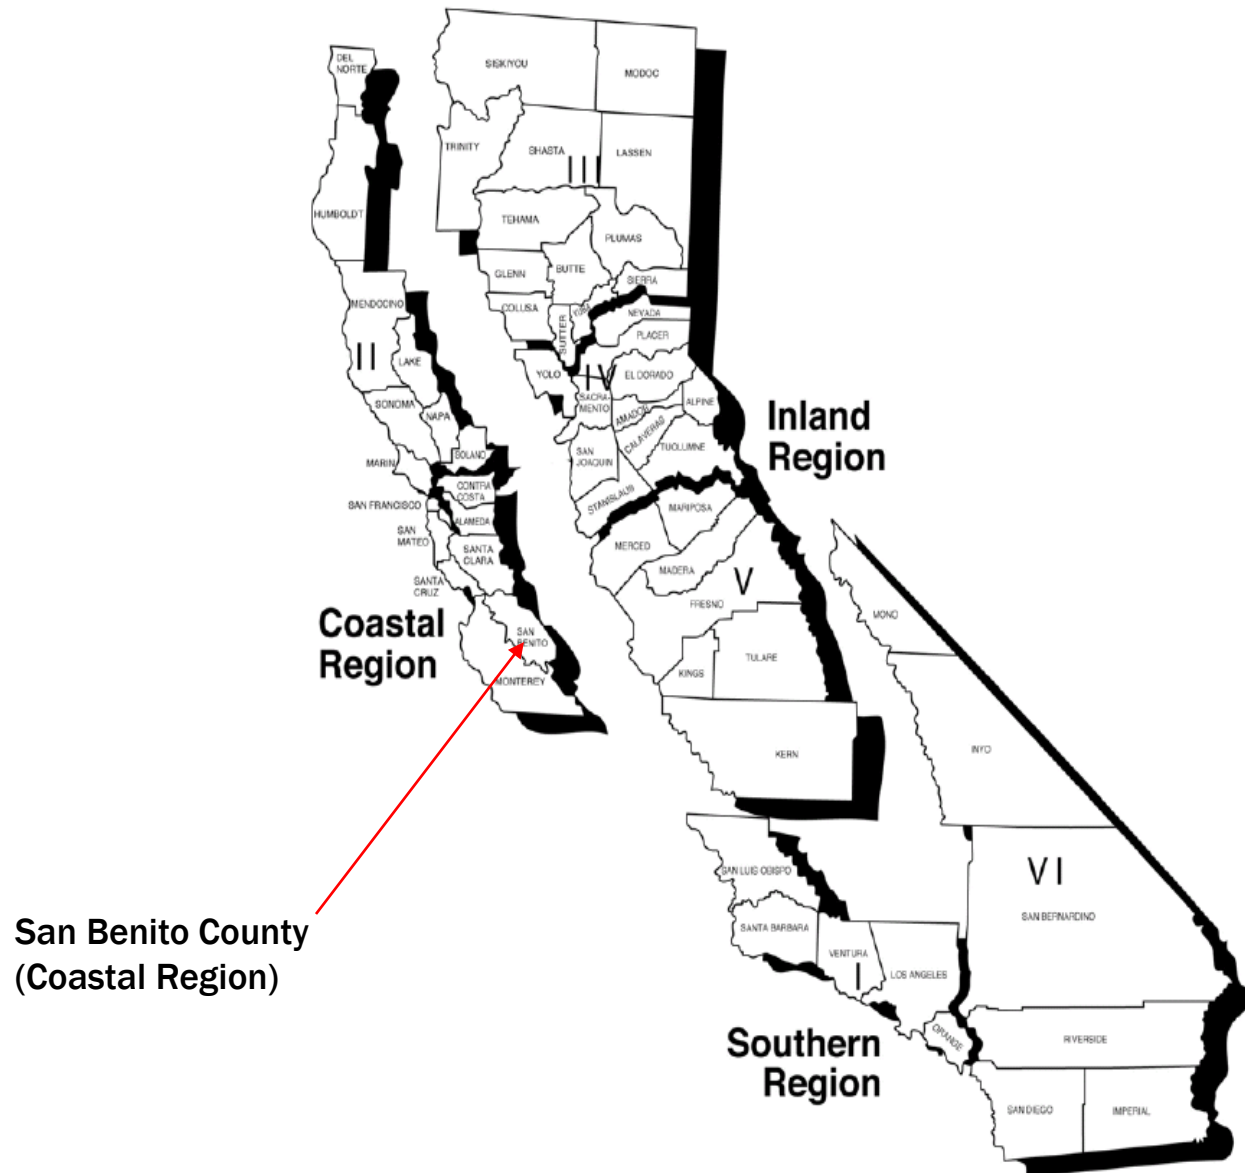 DEL
NORTE
SISKIYOU
MODOC
TRINITY
SHASTA
LASSEN
III
HUMBOLDT
TEHAMA
PLUMAS
GLENN
BUTTE
SIERRA
MENDOCINO
COLUSA
YUBA
NEVADA
SUTTER
PLACER
II
LAKE
YOLO
IV
EL DORADO
SONOMA
NAPA
SACRA-
MENTO
AMADOR
ALPINE
Inland
Region
CALAVERAS
TUOLUMNE
MARIN
SOLANO
SAN
JOAQUIN
CONTRA
COSTA
STANISLAUS
SAN FRANCISCO
ALAMEDA
MARIPOSA
SAN
MATEO
SANTA
CLARA
MERCED
MADERA
SANTA
CRUZ
V
FRESNO
Coastal
Region
SAN
BENITO
MONO
TULARE
KINGS
MONTEREY
INYO
KERN
SAN LUIS OBISPO
VI
SAN BERNARDINO
San Benito County
(Coastal Region)
SANTA BARBARA
VENTURA
I
LOS ANGELES
Southern
Region
ORANGE
RIVERSIDE
SAN DIEGO
IMPERIAL